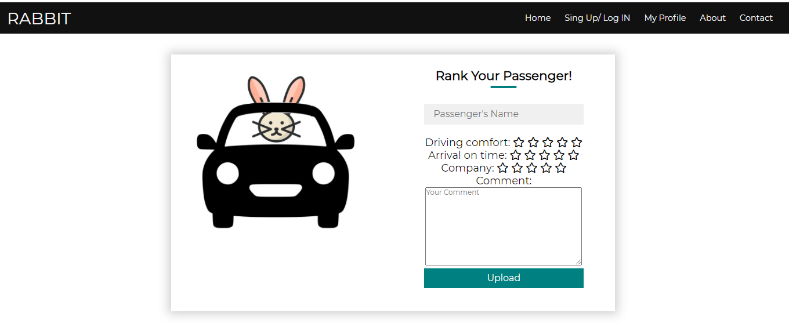 RABBIT
Home Sing Up/ Log IN My Profile About Contact
Rank Your Passenger!
Passenger's Name
Driving comfort:
Arrival on time:
Company:
Comment:
Your Comment
Upload